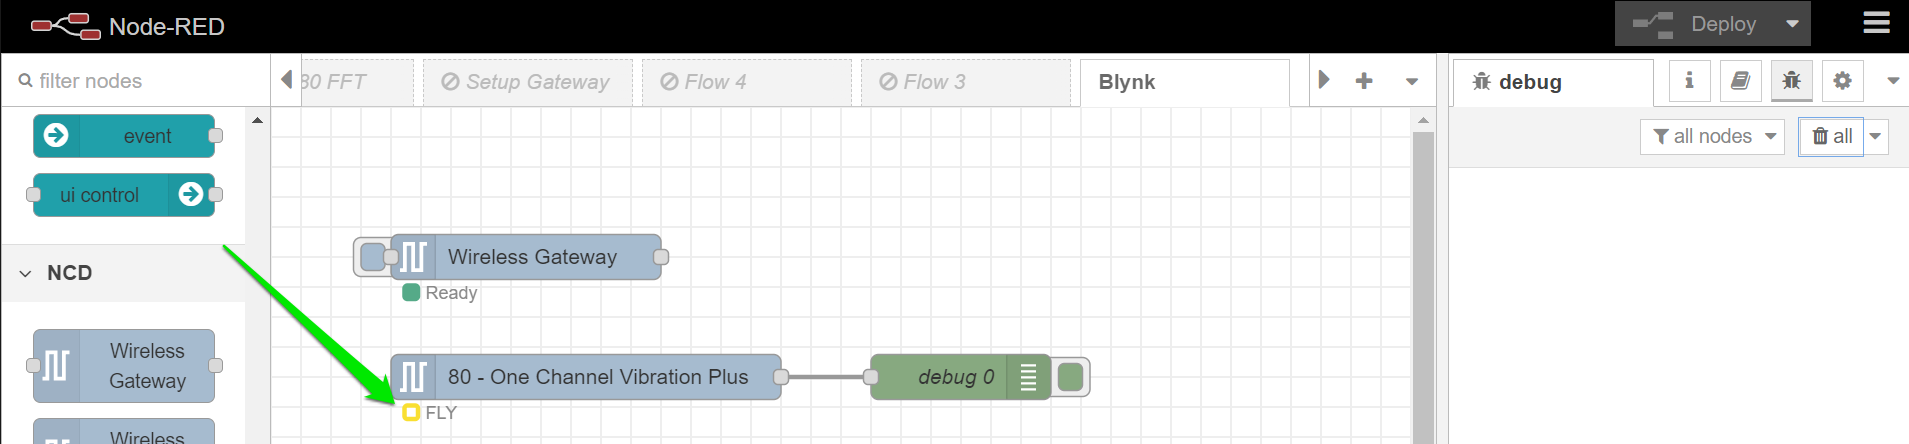 Node-RED
Deploy
filter nodes
80 FFT
Setup Gateway
Flow 4
Flow 3
Blynk
debug
all nodes
all
event
ui control
NCD
Wireless
Gateway
Wireless
Wireless Gateway
Ready
80 - One Channel Vibration Plus
debug 0
FLY